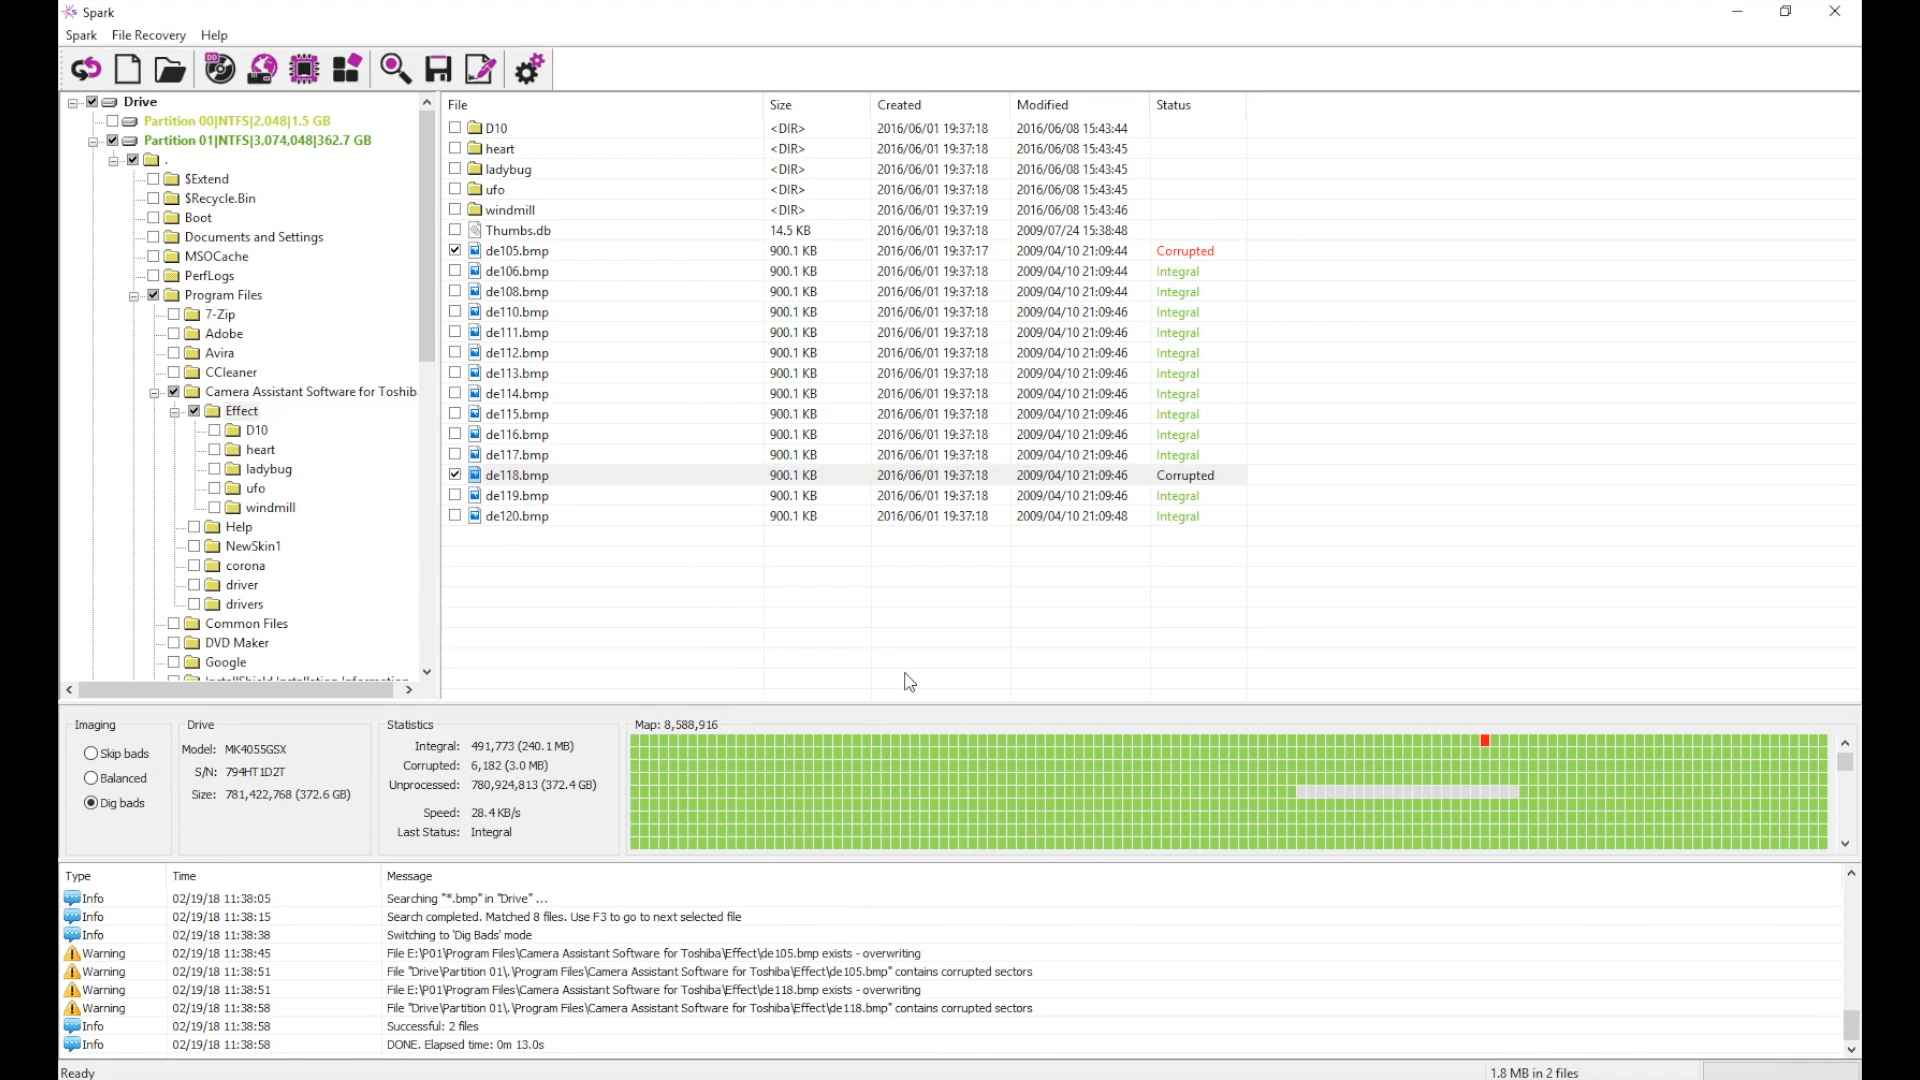 Spark
Spark File Recovery Help
Drive
Partition 00|NTFS|2,048|1.5 GB
Partition 01|NTFS|3,074,048|362.7 GB
.
$Extend
$Recycle.Bin
Boot
Documents and Settings
MSOCache
PerfLogs
Program Files
7-Zip
Adobe
Avira
CCleaner
Camera Assistant Software for Toshib
Effect
D10
heart
ladybug
ufo
windmill
Help
NewSkin1
corona
driver
drivers
Common Files
DVD Maker
Google
File Size Created Modified Status
D10 <DIR> 2016/06/01 19:37:18 2016/06/08 15:43:44
heart <DIR> 2016/06/01 19:37:18 2016/06/08 15:43:45
ladybug <DIR> 2016/06/01 19:37:18 2016/06/08 15:43:45
ufo <DIR> 2016/06/01 19:37:18 2016/06/08 15:43:45
windmill <DIR> 2016/06/01 19:37:19 2016/06/08 15:43:46
Thumbs.db 14.5 KB 2016/06/01 19:37:18 2009/07/24 15:38:48
de105.bmp 900.1 KB 2016/06/01 19:37:17 2009/04/10 21:09:44 Corrupted
de106.bmp 900.1 KB 2016/06/01 19:37:18 2009/04/10 21:09:44 Integral
de108.bmp 900.1 KB 2016/06/01 19:37:18 2009/04/10 21:09:44 Integral
de110.bmp 900.1 KB 2016/06/01 19:37:18 2009/04/10 21:09:46 Integral
de111.bmp 900.1 KB 2016/06/01 19:37:18 2009/04/10 21:09:46 Integral
de112.bmp 900.1 KB 2016/06/01 19:37:18 2009/04/10 21:09:46 Integral
de113.bmp 900.1 KB 2016/06/01 19:37:18 2009/04/10 21:09:46 Integral
de114.bmp 900.1 KB 2016/06/01 19:37:18 2009/04/10 21:09:46 Integral
de115.bmp 900.1 KB 2016/06/01 19:37:18 2009/04/10 21:09:46 Integral
de116.bmp 900.1 KB 2016/06/01 19:37:18 2009/04/10 21:09:46 Integral
de117.bmp 900.1 KB 2016/06/01 19:37:18 2009/04/10 21:09:46 Integral
de118.bmp 900.1 KB 2016/06/01 19:37:18 2009/04/10 21:09:46 Corrupted
de119.bmp 900.1 KB 2016/06/01 19:37:18 2009/04/10 21:09:46 Integral
de120.bmp 900.1 KB 2016/06/01 19:37:18 2009/04/10 21:09:48 Integral
Imaging
Skip bads
Balanced
Dig bads
Drive
Model: MK4055GSX
S/N: 794HT1D2T
Size: 781,422,768 (372.6 GB)
Statistics
Integral: 491,773 (240.1 MB)
Corrupted: 6,182 (3.0 MB)
Unprocessed: 780,924,813 (372.4 GB)
Speed: 28.4 KB/s
Last Status: Integral
Map: 8,588,916
Type Time Message
Info 02/19/18 11:38:05 Searching "*.bmp" in "Drive" ...
Info 02/19/18 11:38:15 Search completed. Matched 8 files. Use F3 to go to next selected file
Info 02/19/18 11:38:38 Switching to 'Dig Bads' mode
Warning 02/19/18 11:38:45 File E:\P01\Program Files\Camera Assistant Software for Toshiba\Effect\de105.bmp exists - overwriting
Warning 02/19/18 11:38:51 File "Drive\Partition 01\.\Program Files\Camera Assistant Software for Toshiba\Effect\de105.bmp" contains corrupted sectors
Warning 02/19/18 11:38:51 File E:\P01\Program Files\Camera Assistant Software for Toshiba\Effect\de118.bmp exists - overwriting
Warning 02/19/18 11:38:58 File "Drive\Partition 01\.\Program Files\Camera Assistant Software for Toshiba\Effect\de118.bmp" contains corrupted sectors
Info 02/19/18 11:38:58 Successful: 2 files
Info 02/19/18 11:38:58 DONE. Elapsed time: 0m 13.0s
Ready 1.8 MB in 2 files